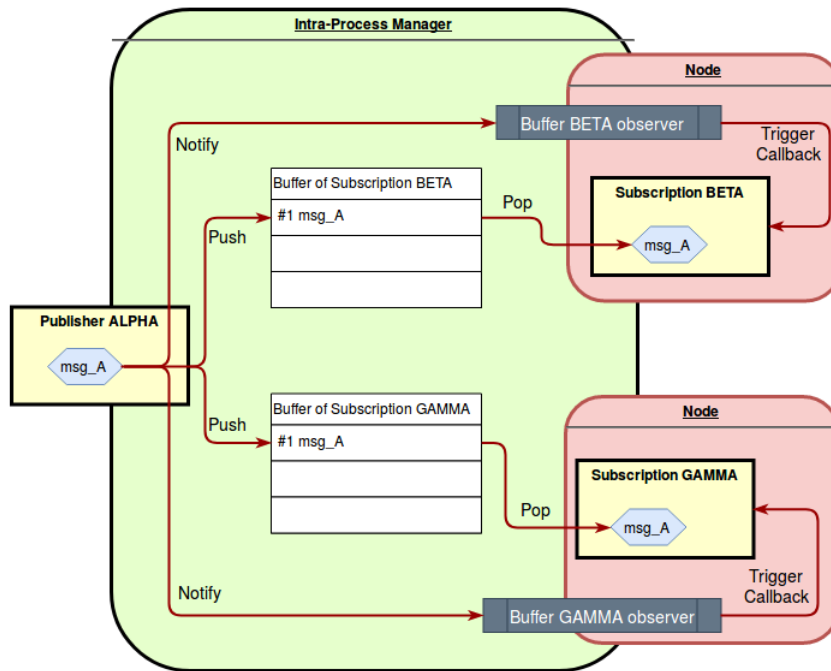 Intra-Process Manager
Node
Buffer BETA observer
Notify
Trigger
Callback
Buffer of Subscription BETA
#1 msg_A
Push
Pop
Subscription BETA
msg_A
Publisher ALPHA
msg_A
Buffer of Subscription GAMMA
#1 msg_A
Push
Pop
Node
Subscription GAMMA
msg_A
Trigger
Callback
Notify
Buffer GAMMA observer